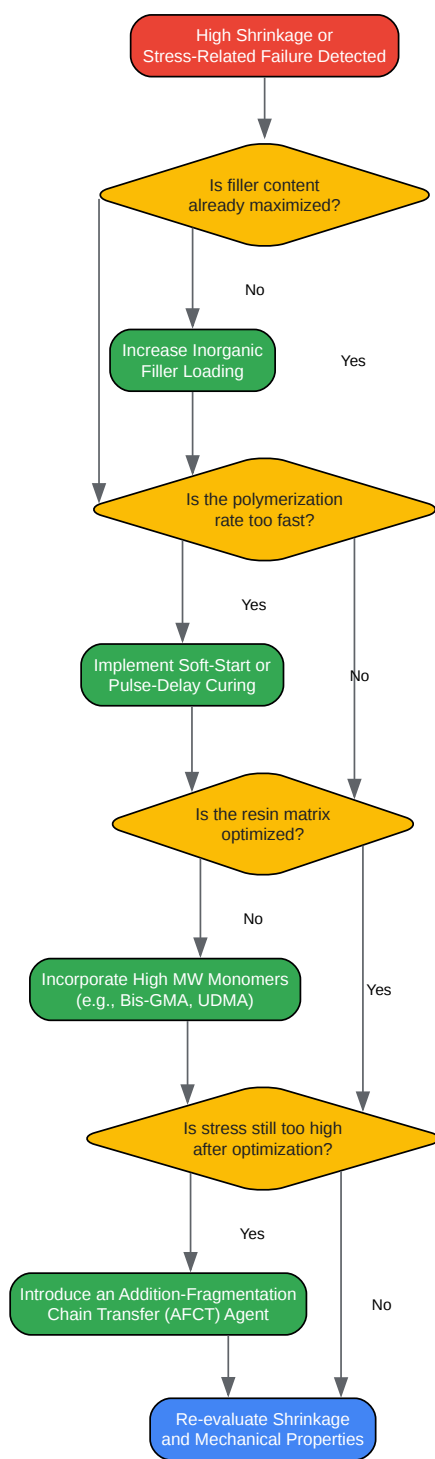 High Shrinkage or
Stress-Related Failure Detected
Is filler content
already maximized?
No
Increase Inorganic
Filler Loading
Yes
Is the polymerization
rate too fast?
Yes
Implement Soft-Start or
Pulse-Delay Curing
No
Is the resin matrix
optimized?
No
Incorporate High MW Monomers
(e.g., Bis-GMA, UDMA)
Yes
Is stress still too high
after optimization?
Yes
Introduce an Addition-Fragmentation
Chain Transfer (AFCT) Agent
No
Re-evaluate Shrinkage
and Mechanical Properties